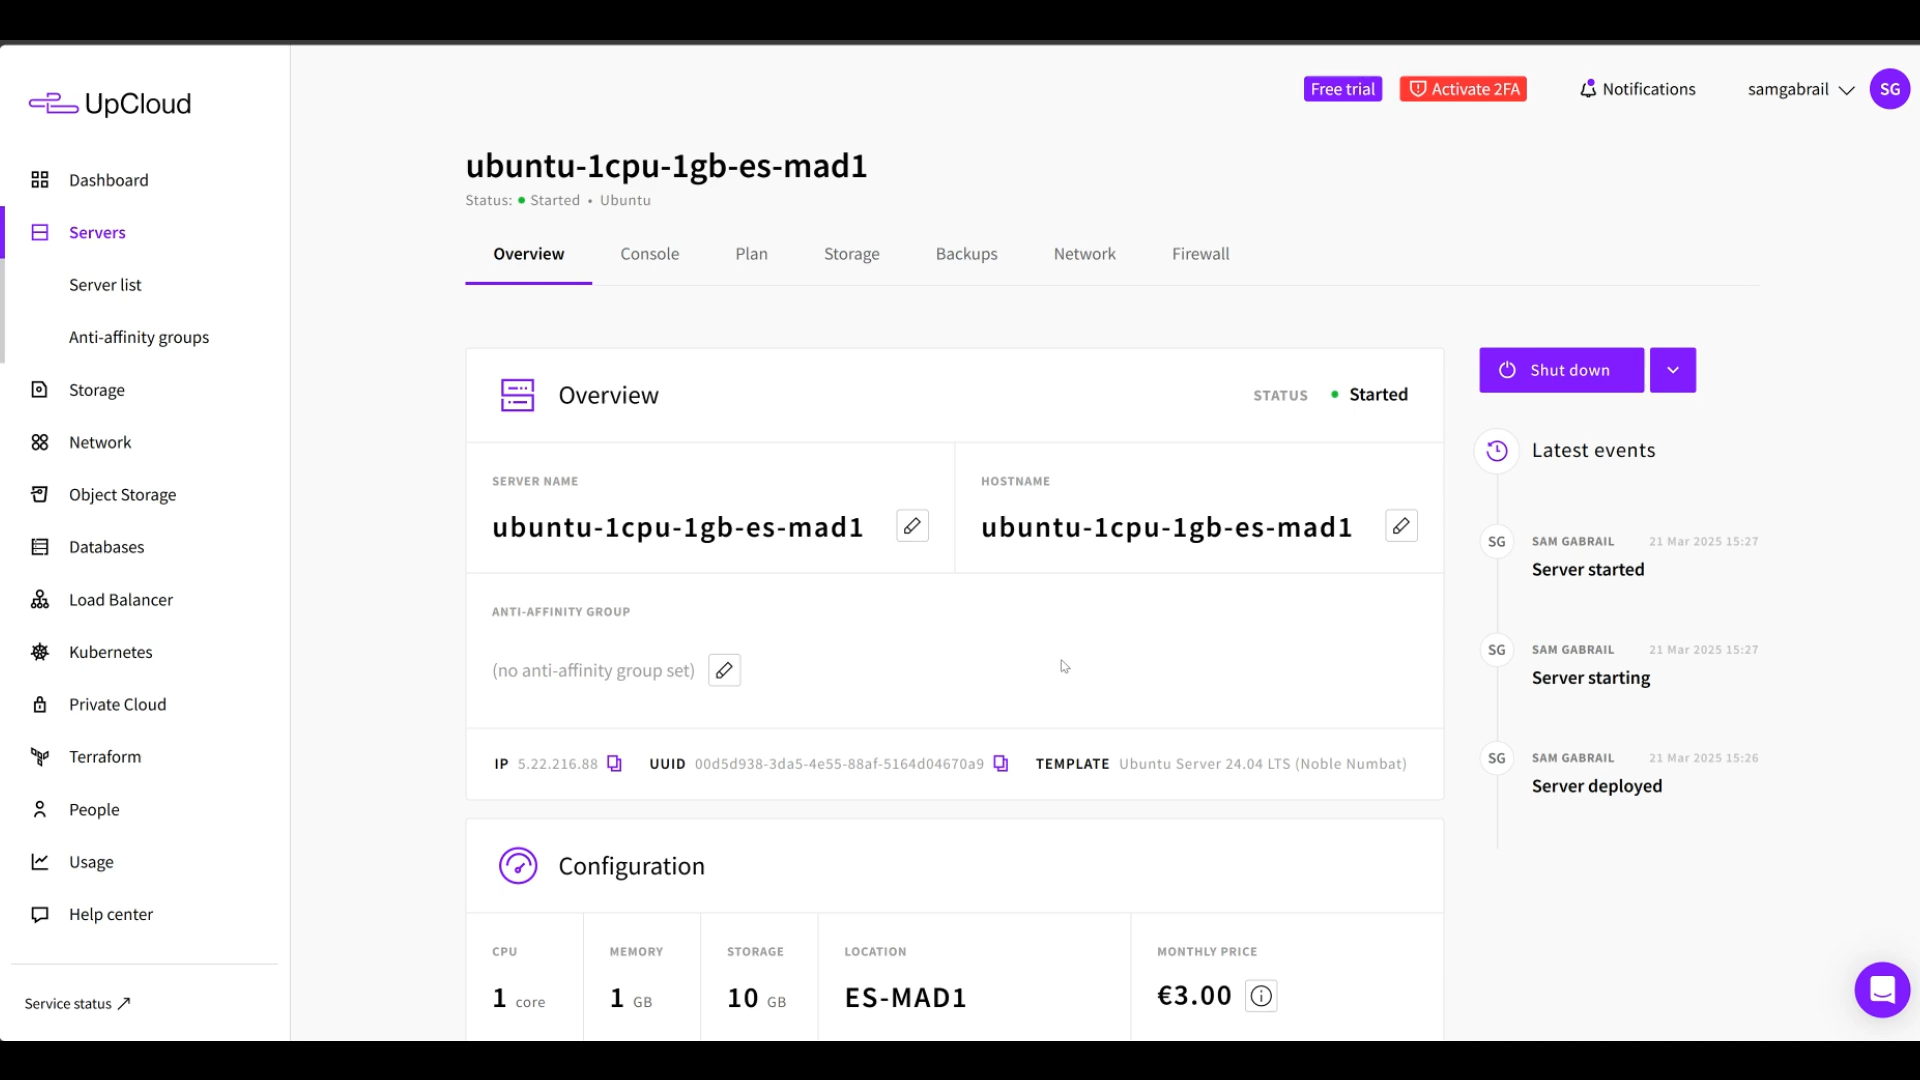 UpCloud
Free trial
Activate 2FA
Notifications
samgabrail
SG
Dashboard
Servers
Server list
Anti-affinity groups
Storage
Network
Object Storage
Databases
Load Balancer
Kubernetes
Private Cloud
Terraform
People
Usage
Help center
Service status
ubuntu-1cpu-1gb-es-mad1
Status: Started • Ubuntu
Overview Console Plan Storage Backups Network Firewall
Overview
STATUS Started
SERVER NAME
ubuntu-1cpu-1gb-es-mad1
HOSTNAME
ubuntu-1cpu-1gb-es-mad1
ANTI-AFFINITY GROUP
(no anti-affinity group set)
IP 5.22.216.88 UUID 00d5d938-3da5-4e55-88af-5164d04670a9 TEMPLATE Ubuntu Server 24.04 LTS (Noble Numbat)
Configuration
CPU
1 core
MEMORY
1 GB
STORAGE
10 GB
LOCATION
ES-MAD1
MONTHLY PRICE
€3.00
Shut down
Latest events
SG
SAM GABRAIL 21 Mar 2025 15:27
Server started
SG
SAM GABRAIL 21 Mar 2025 15:27
Server starting
SG
SAM GABRAIL 21 Mar 2025 15:26
Server deployed